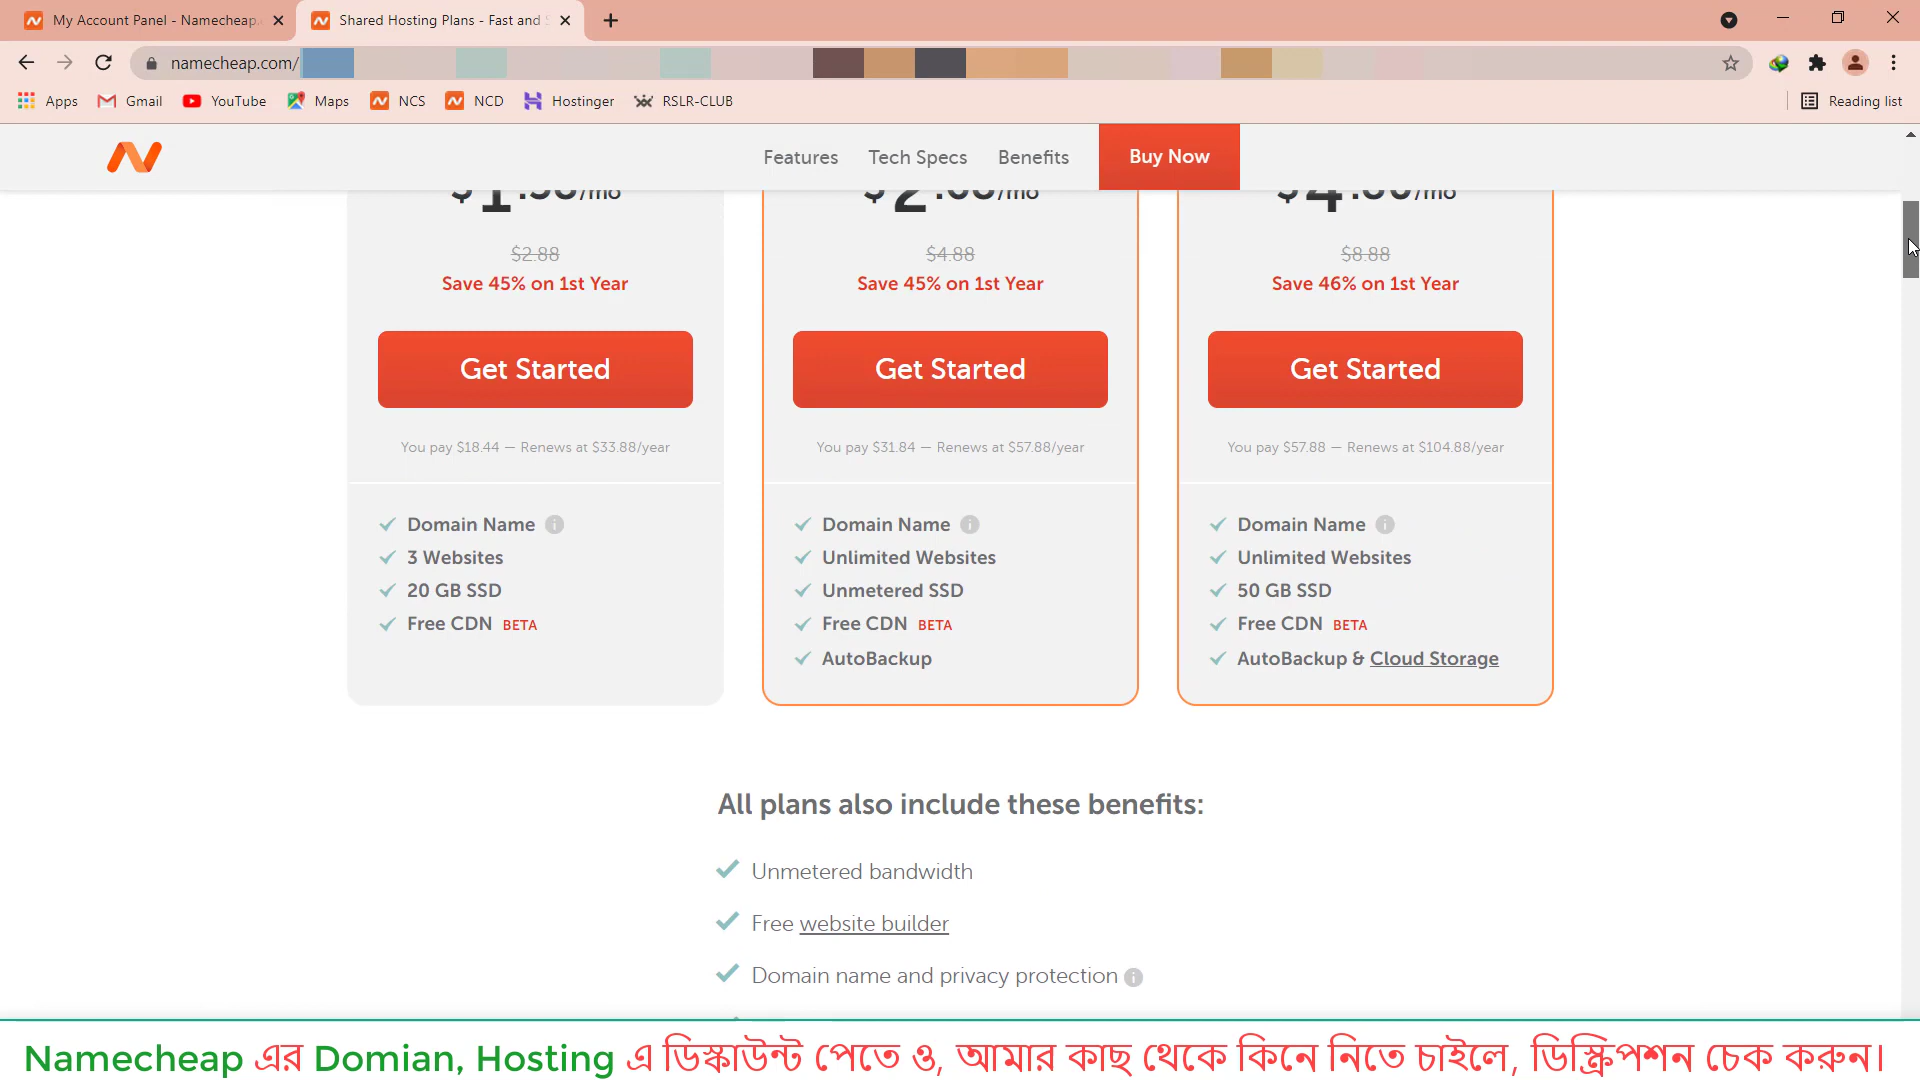 My Account Panel - Namecheap.
Shared Hosting Plans - Fast and
namecheap.com/
Apps
Gmail
YouTube
Maps
NCS
NCD
Hostinger
RSLR-CLUB
Reading list
Features
Tech Specs
Benefits
Buy Now
$2.88
Save 45% on 1st Year
Get Started
You pay $18.44 — Renews at $33.88/year
Domain Name
3 Websites
20 GB SSD
Free CDN BETA
$4.88
Save 45% on 1st Year
Get Started
You pay $31.84 — Renews at $57.88/year
Domain Name
Unlimited Websites
Unmetered SSD
Free CDN BETA
AutoBackup
$8.88
Save 46% on 1st Year
Get Started
You pay $57.88 — Renews at $104.88/year
Domain Name
Unlimited Websites
50 GB SSD
Free CDN BETA
AutoBackup & Cloud Storage
All plans also include these benefits:
Unmetered bandwidth
Free website builder
Domain name and privacy protection
Namecheap এর Domian, Hosting এ ডিস্কাউন্ট পেতে ও, আমার কাছ থেকে কিনে নিতে চাইলে, ডিস্ক্রিপশন চেক করুন।